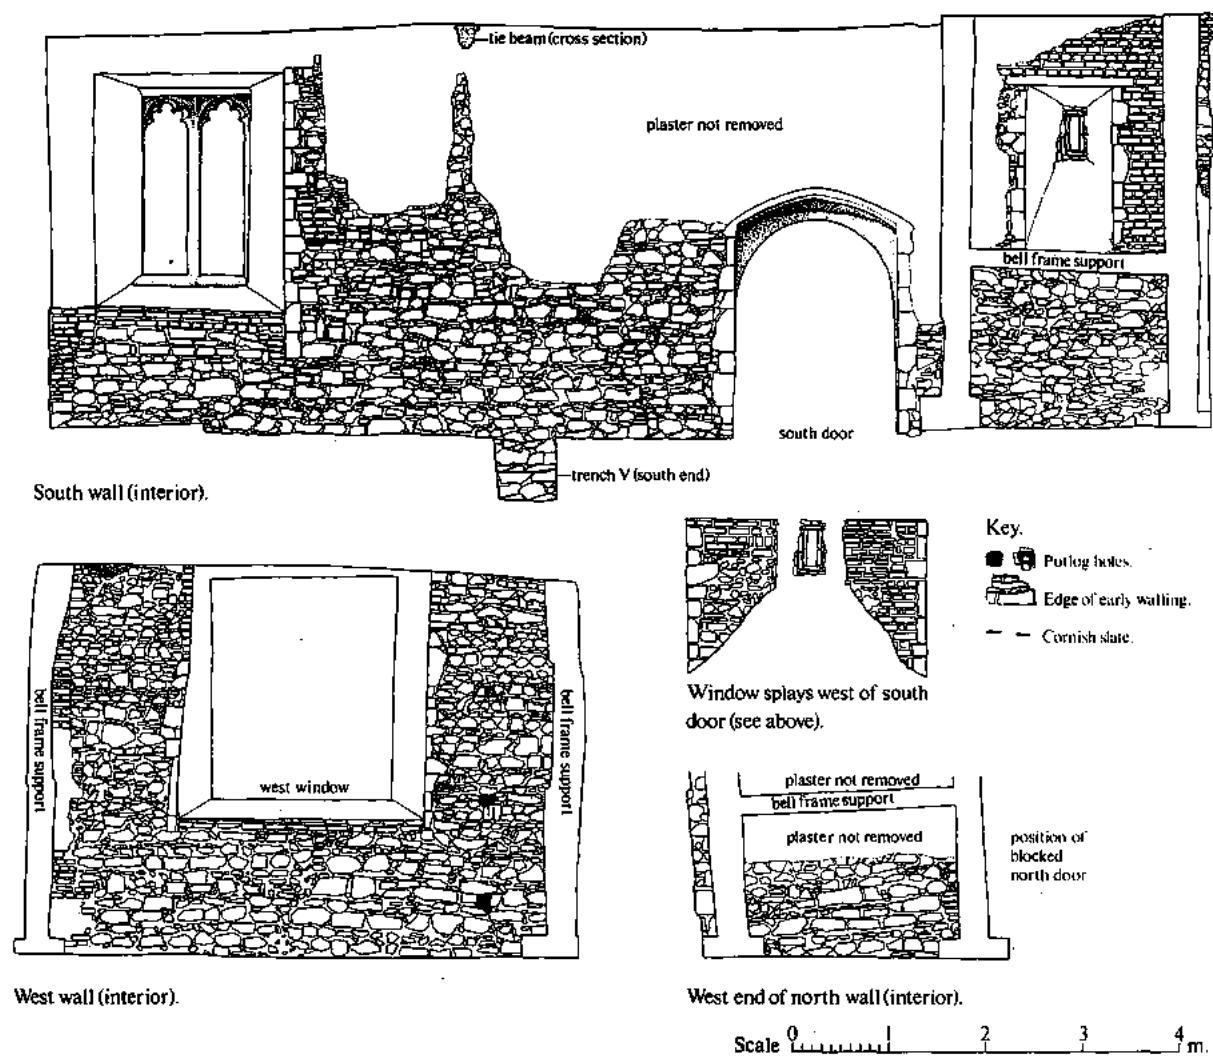 tie beam (cross section)
plaster not removed
bell frame support
south door
trench V (south end)
South wall (interior).
Key.
Putlog holes.
Edge of early walling.
Cornish slate.
Window splays west of south
door (see above).
bell frame support
west window
bell frame support
West wall (interior).
plaster not removed
bell frame support
plaster not removed
position of
blocked
north door
West end of north wall (interior).
Scale 0 1 2 3 4 m.